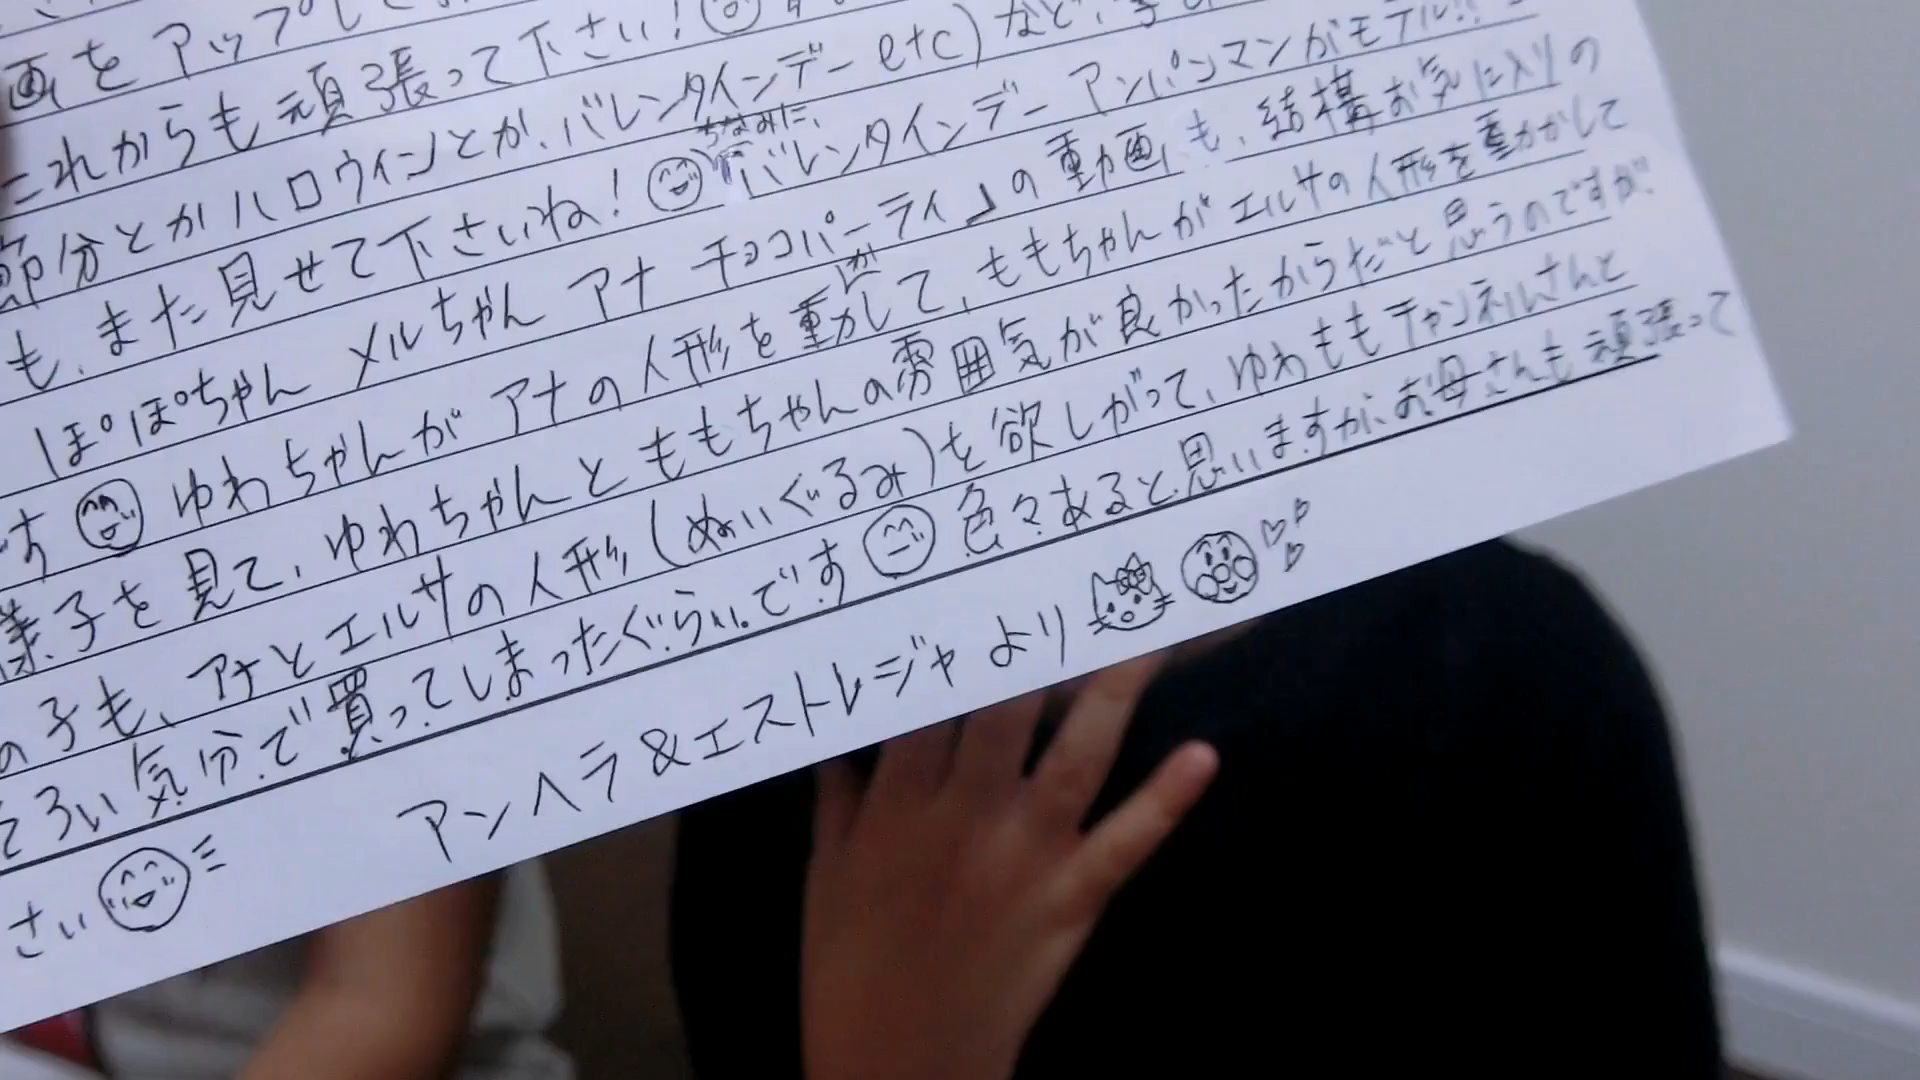 画をアップして
これからも頑張って下さい!
節分とかハロウィンとか、バレンタインデー etc)など、
も、また見せて下さいね! ちなみに、「バレンタインデー アンパンマンがモテル!!
ぽぽちゃん メルちゃん アナ チョコパーティ」の動画も、結構お気に入りの
す ゆわちゃんがアナの人形を動かして、ももちゃんがエルサの人形を動かして
様子を見て、ゆわちゃんとももちゃんの雰囲気が良かったからだと思うのですが、
の子も、アナとエルサの人形(ぬいぐるみ)を欲しがって、ゆわももチャンネルさんと
そろい気分で買ってしまったぐらいです 色々あると思いますが、お母さんも頑張って
さい
アンヘラ&エストレジャより